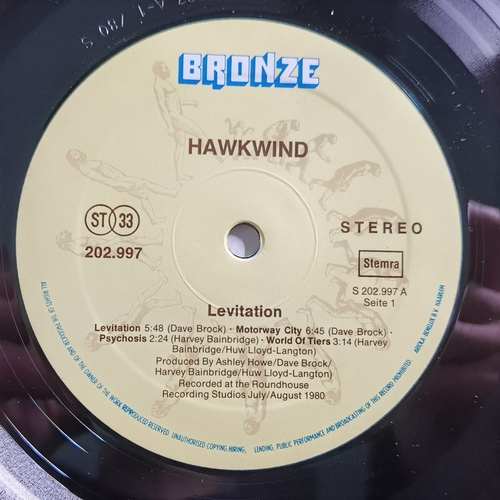 BRONZE
HAWKWIND
ST 33
202.997
STEREO
Stemra
S 202.997 A
Seite 1
Levitation
Levitation 5:48 (Dave Brock) · Motorway City 6:45 (Dave Brock) ·
Psychosis 2:24 (Harvey Bainbridge) · World Of Tiers 3:14 (Harvey
Bainbridge/Huw Lloyd-Langton)
Produced By Ashley Howe/Dave Brock/
Harvey Bainbridge/Huw Lloyd-Langton)
Recorded at the Roundhouse
Recording Studios July/August 1980
ALL RIGHTS OF THE PRODUCER AND OF THE OWNER OF THE WORK REPRODUCED RESERVED UNAUTHORISED COPYING HIRING, LENDING, PUBLIC PERFORMANCE AND BROADCASTING OF THIS RECORD PROHIBITED
ARIOLA BENELUX B.V. HAARLEM